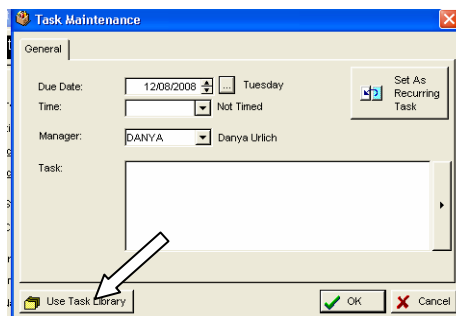 Task Maintenance
General
Due Date: 12/08/2008 ... Tuesday
Time: Not Timed
Set As
Recurring
Task
Manager: DANYA Danya Urlich
Task:
Use Task Library
OK
Cancel